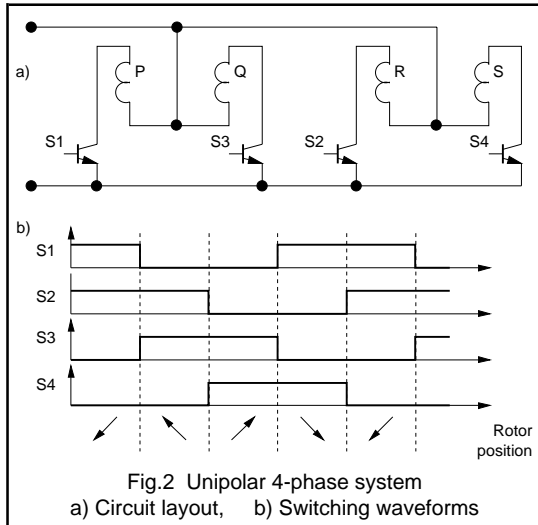 a)
P
Q
R
S
S1
S3
S2
S4
b)
S1
S2
S3
S4
Rotor
position
Fig.2 Unipolar 4-phase system
a) Circuit layout, b) Switching waveforms